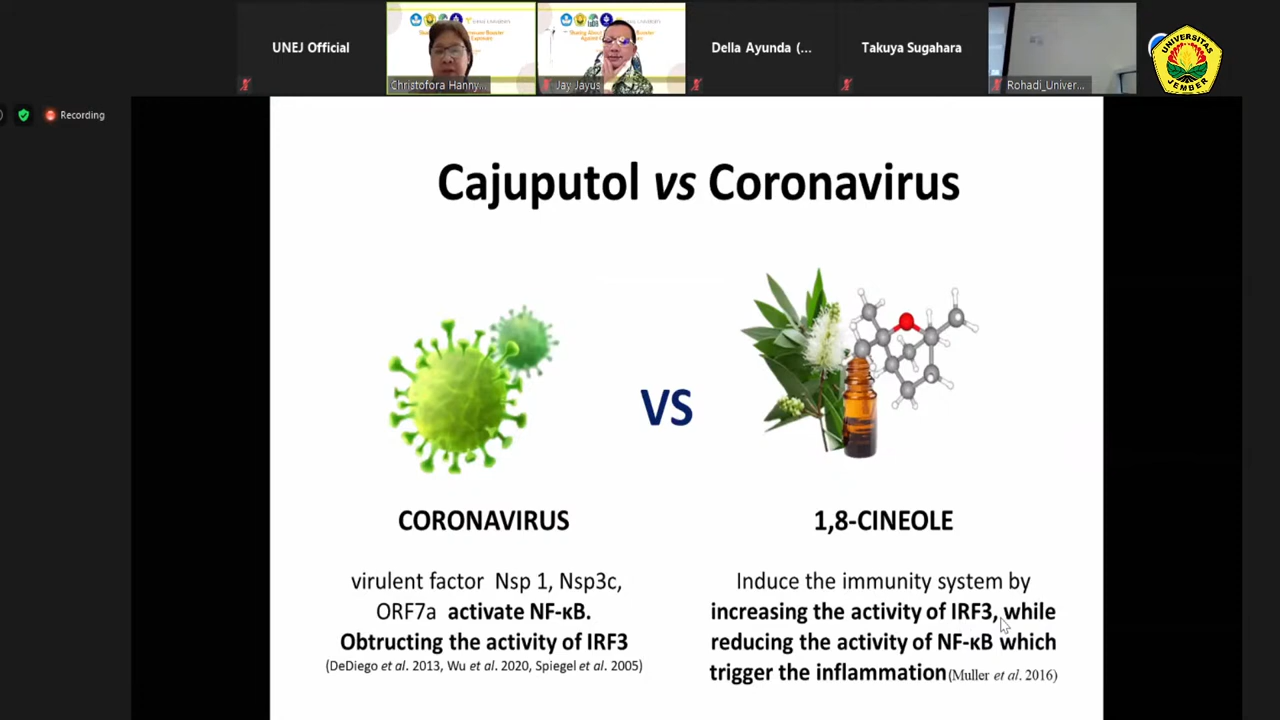 UNEJ Official
Christofora Hanny...
Jay Jayus
Della Ayunda (...
Takuya Sugahara
Rohadi_Univer...
UNIVERSITAS
JEMBER
Recording
Cajuputol vs Coronavirus
VS
CORONAVIRUS
virulent factor Nsp 1, Nsp3c,
ORF7a activate NF-κB.
Obtructing the activity of IRF3
(DeDiego et al. 2013, Wu et al. 2020, Spiegel et al. 2005)
1,8-CINEOLE
Induce the immunity system by
increasing the activity of IRF3, while
reducing the activity of NF-κB which
trigger the inflammation (Muller et al. 2016)